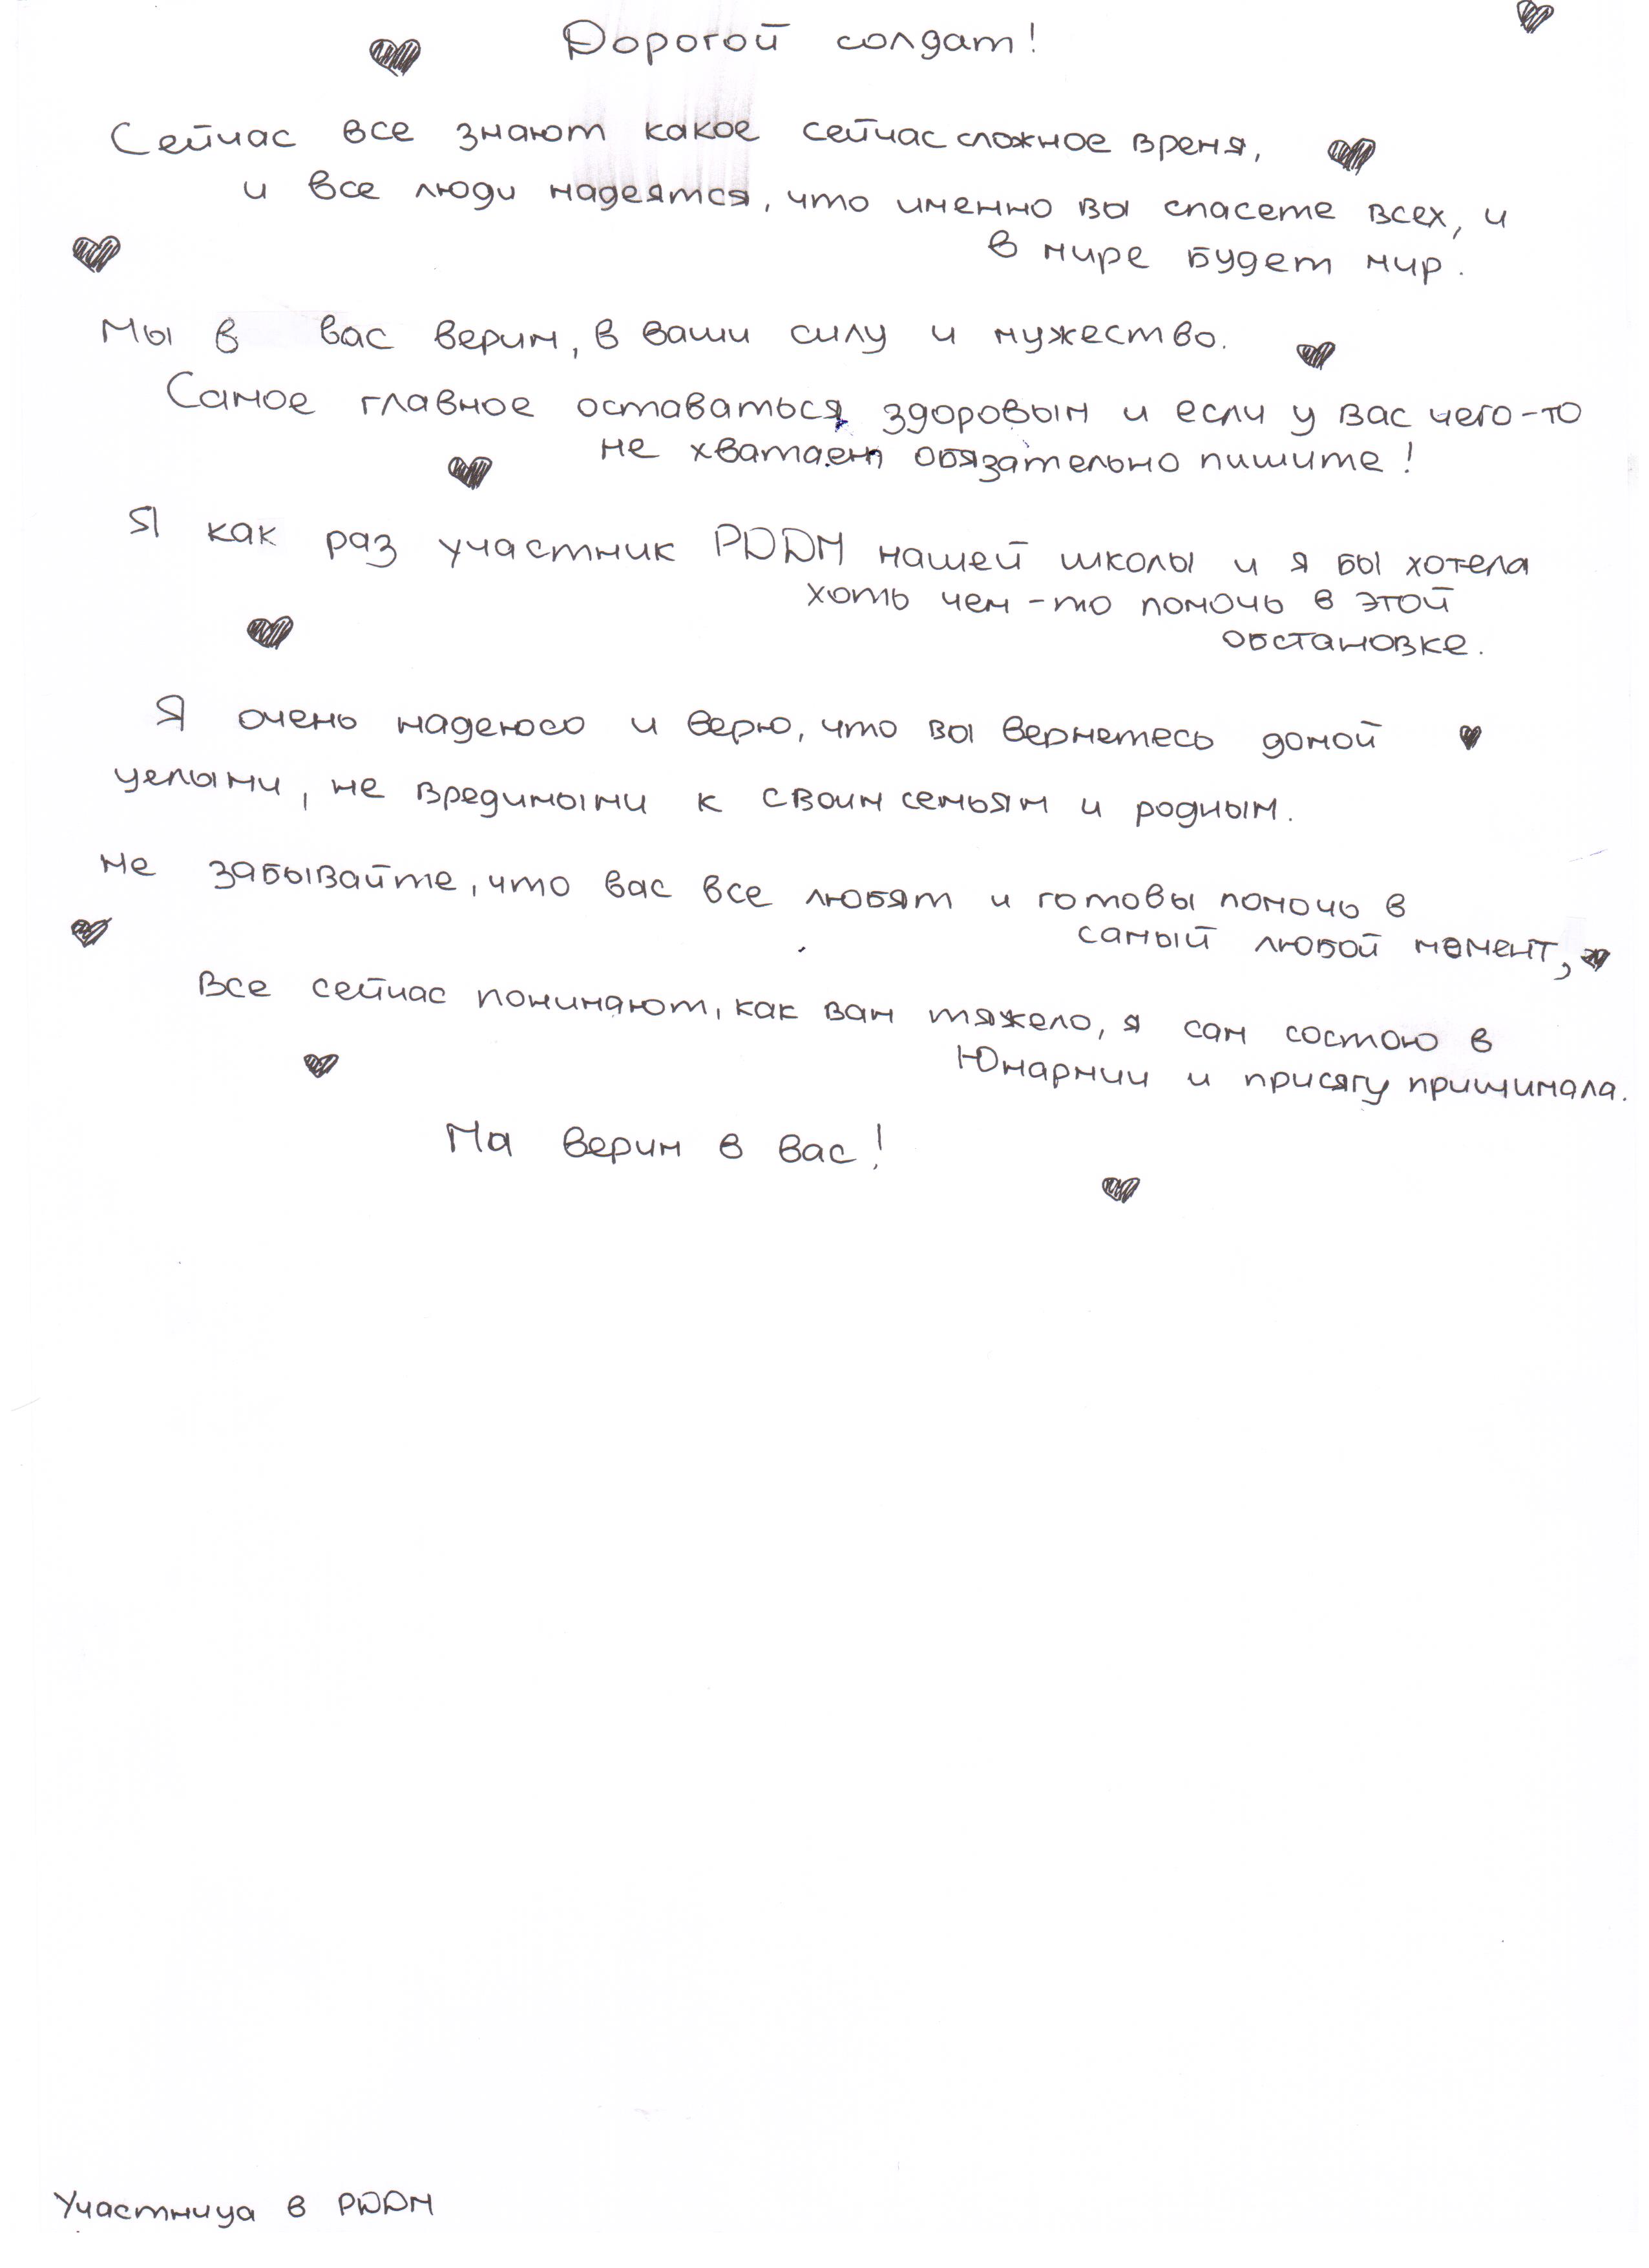 Дорогой солдат!
Сейчас все знают какое сейчас сложное время,
и все люди надеятся, что именно вы спасете всех, и
в мире будет мир.
Мы в вас верим, в ваши силу и мужество.
Самое главное оставаться здоровым и если у вас чего-то
не хватает обязательно пишите!
Я как раз участник РДДМ нашей школы и я бы хотела
хоть чем-то помочь в этой
обстановке.
Я очень надеюсо и верю, что вы вернетесь домой
целыми, не вредимыми к своим семьям и родным.
Не забывайте, что вас все любят и готовы помочь в
самый любой момент,
Все сейчас понимают, как вам тяжело, я сам состою в
Юнармии и присягу пришимала.
Ма верим в вас!
Участница в РДДМ